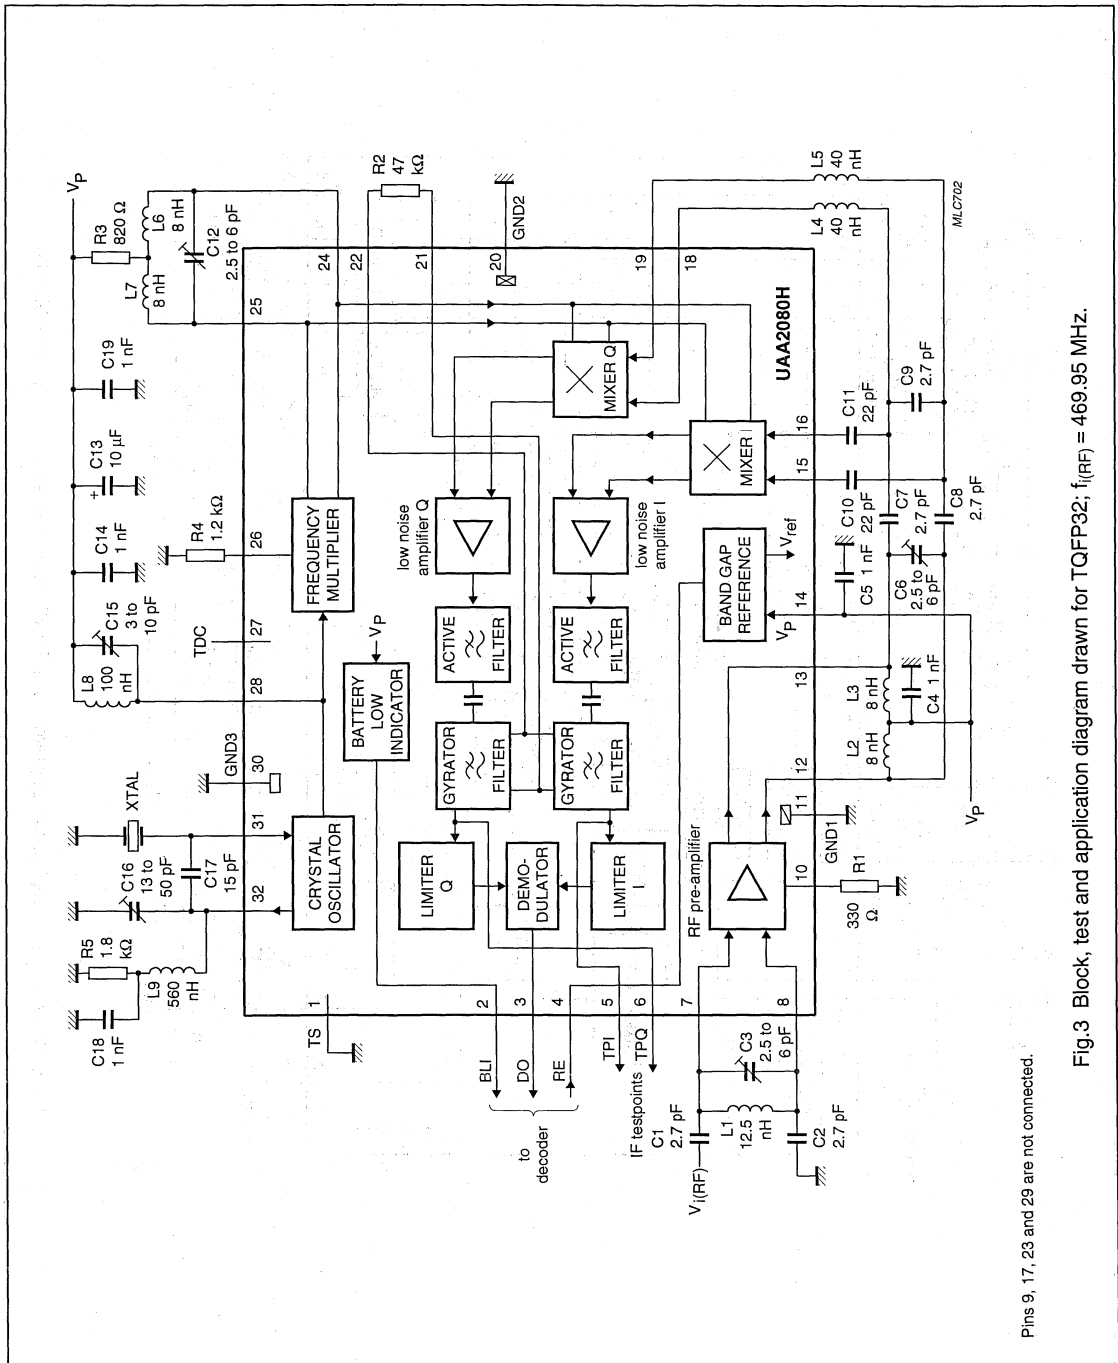 VP
R3
820 Ω
L6
8 nH
L7
8 nH
C12
2.5 to 6 pF
C19
1 nF
+
C13
10 µF
C14
1 nF
C15
3 to
10 pF
L8
100
nH
R4
1.2 kΩ
TDC
GND3
XTAL
C16
13 to
50 pF
C17
15 pF
R5
1.8
kΩ
L9
560
nH
C18
1 nF
R2
47
kΩ
32
31
30
28
27
26
25
24
22
21
20
GND2
19
18
CRYSTAL
OSCILLATOR
FREQUENCY
MULTIPLIER
BATTERY
LOW
INDICATOR
VP
low noise
amplifier Q
MIXER Q
ACTIVE
FILTER
GYRATOR
FILTER
LIMITER
Q
DEMO-
DULATOR
LIMITER
I
GYRATOR
FILTER
ACTIVE
FILTER
low noise
amplifier I
MIXER I
BAND GAP
REFERENCE
Vref
VP
RF pre-amplifier
UAA2080H
TS
1
BLI
2
DO
3
RE
4
to
decoder
TPI
5
TPQ
6
IF testpoints
7
8
Vi(RF)
C1
2.7 pF
L1
12.5
nH
C3
2.5 to
6 pF
C2
2.7 pF
10
R1
330
Ω
GND1
11
12
13
14
15
16
L2
8 nH
L3
8 nH
C4
1 nF
VP
C5 1 nF
C6
2.5 to
6 pF
C10
22 pF
C7
2.7 pF
C8
2.7 pF
C11
22 pF
C9
2.7 pF
L4
40
nH
L5
40
nH
MLC702
Pins 9, 17, 23 and 29 are not connected.
Fig.3 Block, test and application diagram drawn for TQFP32; fi(RF) = 469.95 MHz.